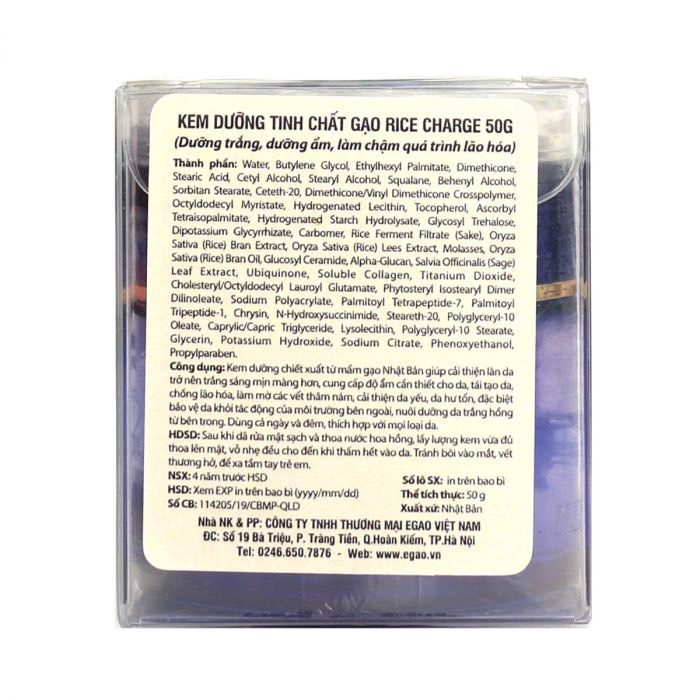 KEM DƯỠNG TINH CHẤT GẠO RICE CHARGE 50G
(Dưỡng trắng, dưỡng ẩm, làm chậm quá trình lão hóa)
Thành phần: Water, Butylene Glycol, Ethylhexyl Palmitate, Dimethicone,
Stearic Acid, Cetyl Alcohol, Stearyl Alcohol, Squalane, Behenyl Alcohol,
Sorbitan Stearate, Ceteth-20, Dimethicone/Vinyl Dimethicone Crosspolymer,
Octyldodecyl Myristate, Hydrogenated Lecithin, Tocopherol, Ascorbyl
Tetraisopalmitate, Hydrogenated Starch Hydrolysate, Glycosyl Trehalose,
Dipotassium Glycyrrhizate, Carbomer, Rice Ferment Filtrate (Sake), Oryza
Sativa (Rice) Bran Extract, Oryza Sativa (Rice) Lees Extract, Molasses, Oryza
Sativa (Rice) Bran Oil, Glucosyl Ceramide, Alpha-Glucan, Salvia Officinalis (Sage)
Leaf Extract, Ubiquinone, Soluble Collagen, Titanium Dioxide,
Cholesteryl/Octyldodecyl Lauroyl Glutamate, Phytosteryl Isostearyl Dimer
Dilinoleate, Sodium Polyacrylate, Palmitoyl Tetrapeptide-7, Palmitoyl
Tripeptide-1, Chrysin, N-Hydroxysuccinimide, Steareth-20, Polyglyceryl-10
Oleate, Caprylic/Capric Triglyceride, Lysolecithin, Polyglyceryl-10 Stearate,
Glycerin, Potassium Hydroxide, Sodium Citrate, Phenoxyethanol,
Propylparaben.
Công dụng: Kem dưỡng chiết xuất từ mầm gạo Nhật Bản giúp cải thiện làn da
trở nên trắng sáng mịn màng hơn, cung cấp độ ẩm cần thiết cho da, tái tạo da,
chống lão hóa, làm mờ các vết thâm nám, cải thiện da yếu, da hư tổn, đặc biệt
bảo vệ da khỏi tác động của môi trường bên ngoài, nuôi dưỡng da trắng hồng
từ bên trong. Dùng cả ngày và đêm, thích hợp với mọi loại da.
HDSD: Sau khi đã rửa mặt sạch và thoa nước hoa hồng, lấy lượng kem vừa đủ
thoa lên mặt, vỗ nhẹ đều cho đến khi thấm hết vào da. Tránh bôi vào mắt, vết
thương hở, để xa tầm tay trẻ em.
NSX: 4 năm trước HSD Số lô SX: in trên bao bì
HSD: Xem EXP in trên bao bì (yyyy/mm/dd) Thể tích thực: 50 g
Số CB: 114205/19/CBMP-QLD Xuất xứ: Nhật Bản
Nhà NK & PP: CÔNG TY TNHH THƯƠNG MẠI EGAO VIỆT NAM
ĐC: Số 19 Bà Triệu, P. Tràng Tiền, Q.Hoàn Kiếm, TP.Hà Nội
Tel: 0246.650.7876 - Web: www.egao.vn